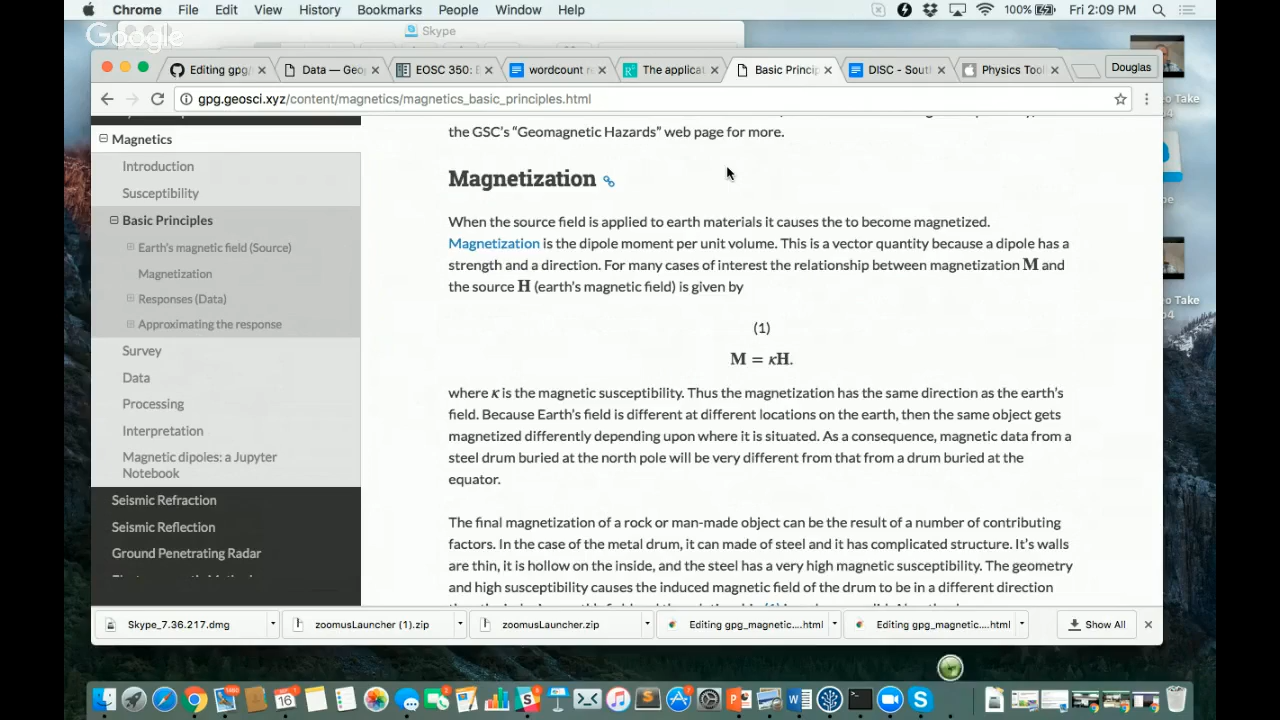 Chrome File Edit View History Bookmarks People Window Help 100% Fri 2:09 PM
Google
Skype
Editing gpg/ Data — Geo EOSC 350: E wordcount r The applicat Basic Princip DISC - Sout Physics Tool Douglas
gpg.geosci.xyz/content/magnetics/magnetics_basic_principles.html
the GSC's “Geomagnetic Hazards” web page for more.
Magnetics
Introduction
Susceptibility
Basic Principles
Earth's magnetic field (Source)
Magnetization
Responses (Data)
Approximating the response
Survey
Data
Processing
Interpretation
Magnetic dipoles: a Jupyter
Notebook
Seismic Refraction
Seismic Reflection
Ground Penetrating Radar
Magnetization
When the source field is applied to earth materials it causes the to become magnetized.
Magnetization is the dipole moment per unit volume. This is a vector quantity because a dipole has a
strength and a direction. For many cases of interest the relationship between magnetization M and
the source H (earth's magnetic field) is given by
(1)
M = κH.
where κ is the magnetic susceptibility. Thus the magnetization has the same direction as the earth's
field. Because Earth's field is different at different locations on the earth, then the same object gets
magnetized differently depending upon where it is situated. As a consequence, magnetic data from a
steel drum buried at the north pole will be very different from that from a drum buried at the
equator.
The final magnetization of a rock or man-made object can be the result of a number of contributing
factors. In the case of the metal drum, it can made of steel and it has complicated structure. It's walls
are thin, it is hollow on the inside, and the steel has a very high magnetic susceptibility. The geometry
and high susceptibility causes the induced magnetic field of the drum to be in a different direction
Skype_7.36.217.dmg zoomusLauncher (1).zip zoomusLauncher.zip Editing gpg_magnetic....html Editing gpg_magnetic....html Show All
eo Take
p4
pe
eo Take
p4
16